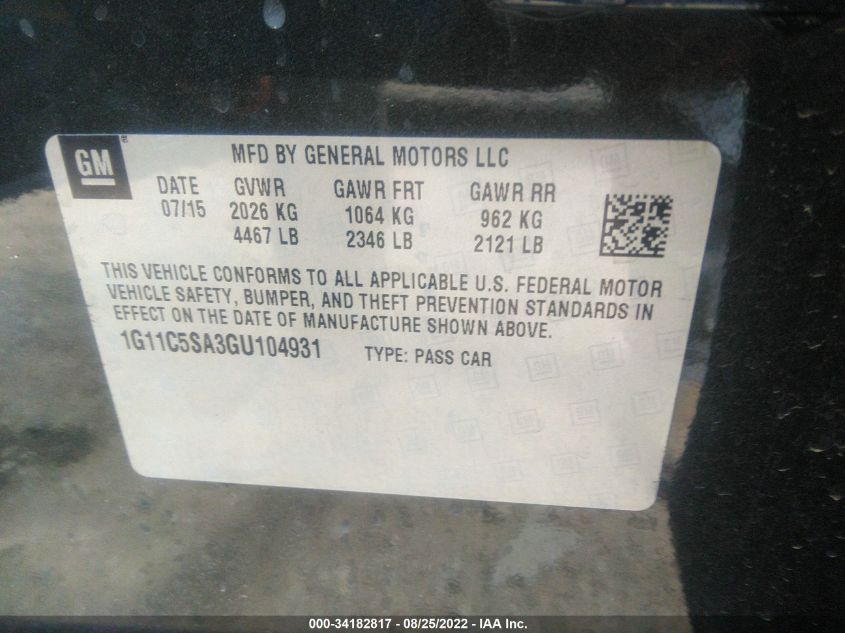 GM
MFD BY GENERAL MOTORS LLC
DATE GVWR GAWR FRT GAWR RR
07/15 2026 KG 1064 KG 962 KG
4467 LB 2346 LB 2121 LB
THIS VEHICLE CONFORMS TO ALL APPLICABLE U.S. FEDERAL MOTOR
VEHICLE SAFETY, BUMPER, AND THEFT PREVENTION STANDARDS IN
EFFECT ON THE DATE OF MANUFACTURE SHOWN ABOVE.
1G11C5SA3GU104931 TYPE: PASS CAR
000-34182817 - 08/25/2022 - IAA Inc.